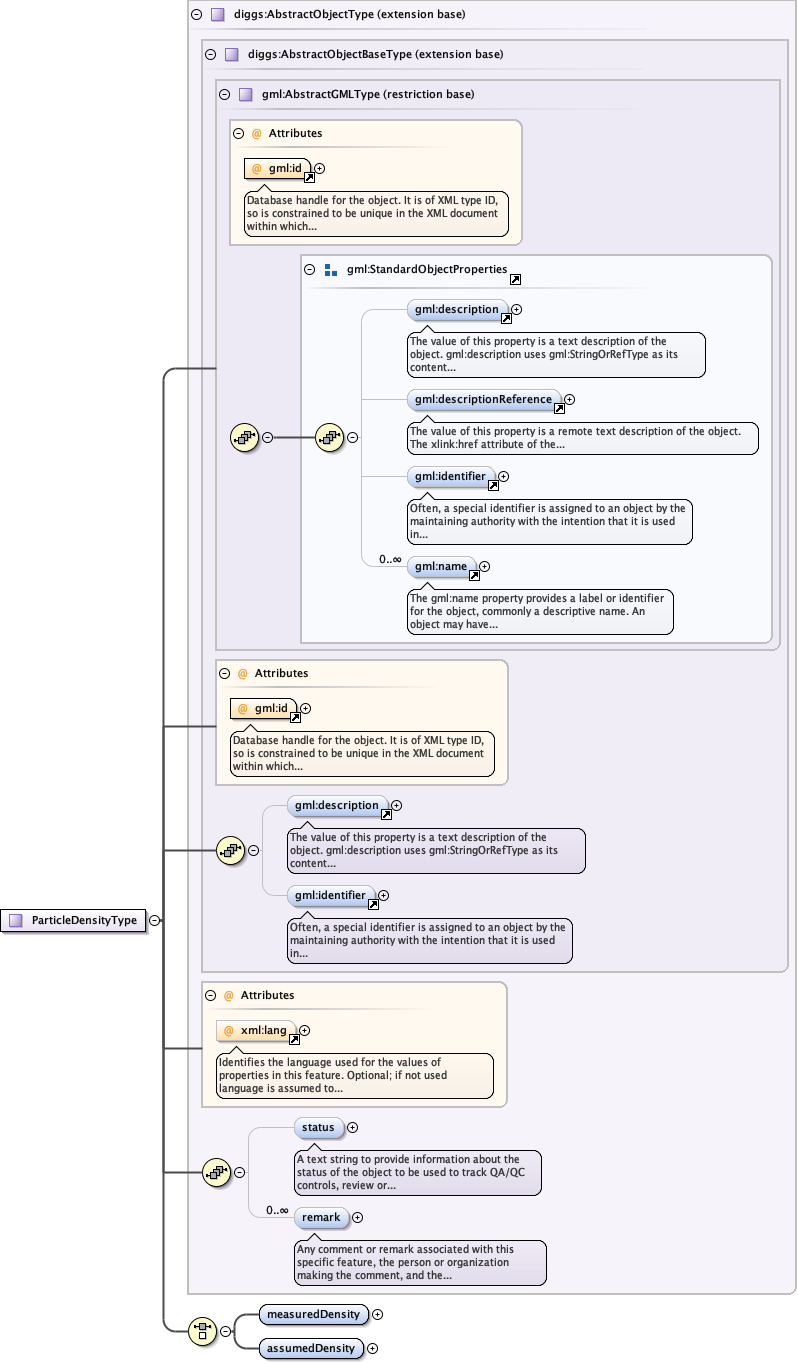 diggs:AbstractObjectType (extension base)
diggs:AbstractObjectBaseType (extension base)
gml:AbstractGMLType (restriction base)
@ Attributes
@ gml:id
Database handle for the object. It is of XML type ID,
so is constrained to be unique in the XML document
within which...
gml:StandardObjectProperties
gml:description
The value of this property is a text description of the
object. gml:description uses gml:StringOrRefType as its
content...
gml:descriptionReference
The value of this property is a remote text description of the object.
The xlink:href attribute of the...
gml:identifier
Often, a special identifier is assigned to an object by the
maintaining authority with the intention that it is used
in...
0..∞
gml:name
The gml:name property provides a label or identifier
for the object, commonly a descriptive name. An
object may have...
@ Attributes
@ gml:id
Database handle for the object. It is of XML type ID,
so is constrained to be unique in the XML document
within which...
gml:description
The value of this property is a text description of the
object. gml:description uses gml:StringOrRefType as its
content...
gml:identifier
Often, a special identifier is assigned to an object by the
maintaining authority with the intention that it is used
in...
ParticleDensityType
@ Attributes
@ xml:lang
Identifies the language used for the values of
properties in this feature. Optional; if not used
language is assumed to...
status
A text string to provide information about the
status of the object to be used to track QA/QC
controls, review or...
0..∞
remark
Any comment or remark associated with this
specific feature, the person or organization
making the comment, and the...
measuredDensity
assumedDensity